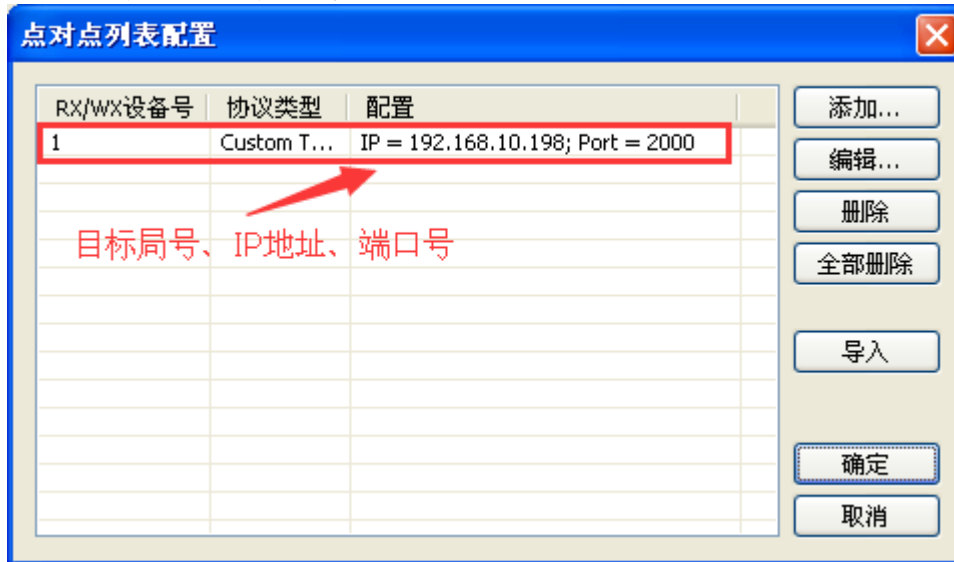 点对点列表配置
RX/WX设备号 协议类型 配置
1 Custom T... IP = 192.168.10.198; Port = 2000
目标局号、IP地址、端口号
添加...
编辑...
删除
全部删除
导入
确定
取消